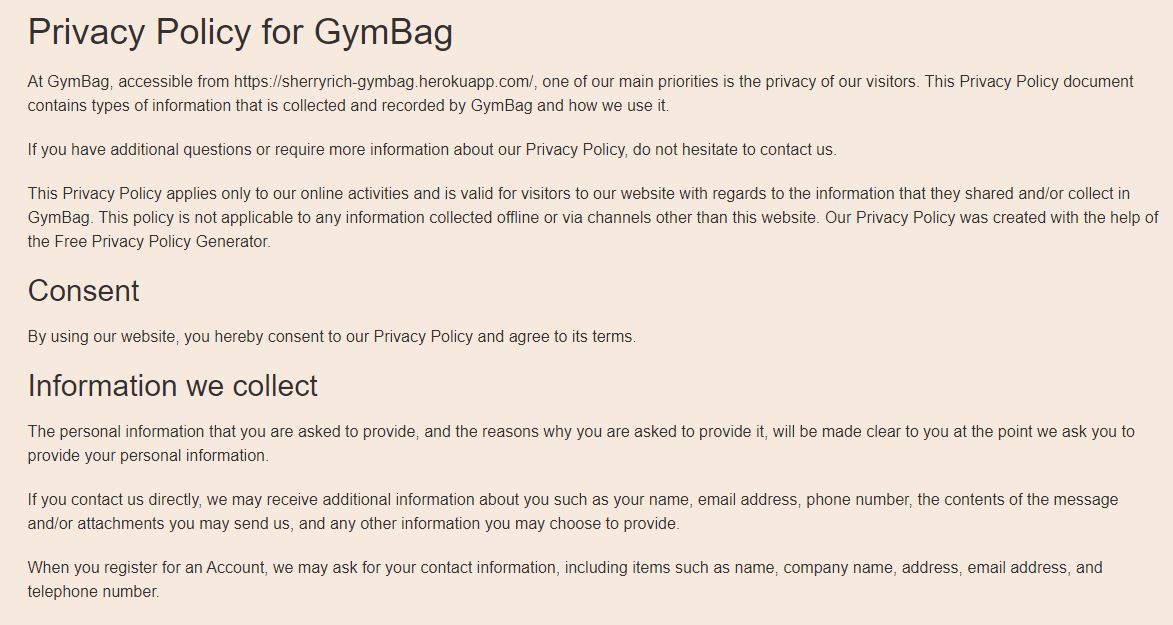 Privacy Policy for GymBag
At GymBag, accessible from https://sherryrich-gymbag.herokuapp.com/, one of our main priorities is the privacy of our visitors. This Privacy Policy document
contains types of information that is collected and recorded by GymBag and how we use it.
If you have additional questions or require more information about our Privacy Policy, do not hesitate to contact us.
This Privacy Policy applies only to our online activities and is valid for visitors to our website with regards to the information that they shared and/or collect in
GymBag. This policy is not applicable to any information collected offline or via channels other than this website. Our Privacy Policy was created with the help of
the Free Privacy Policy Generator.
Consent
By using our website, you hereby consent to our Privacy Policy and agree to its terms.
Information we collect
The personal information that you are asked to provide, and the reasons why you are asked to provide it, will be made clear to you at the point we ask you to
provide your personal information.
If you contact us directly, we may receive additional information about you such as your name, email address, phone number, the contents of the message
and/or attachments you may send us, and any other information you may choose to provide.
When you register for an Account, we may ask for your contact information, including items such as name, company name, address, email address, and
telephone number.